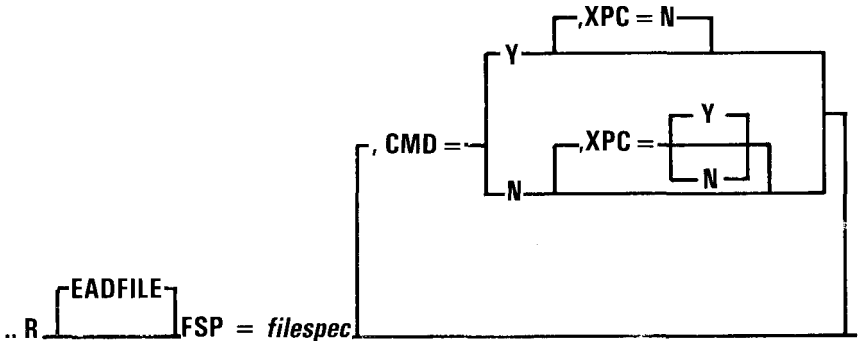 ,XPC = N
Y
Y
, CMD =
,XPC =
N
N
EADFILE
.. R FSP = filespec